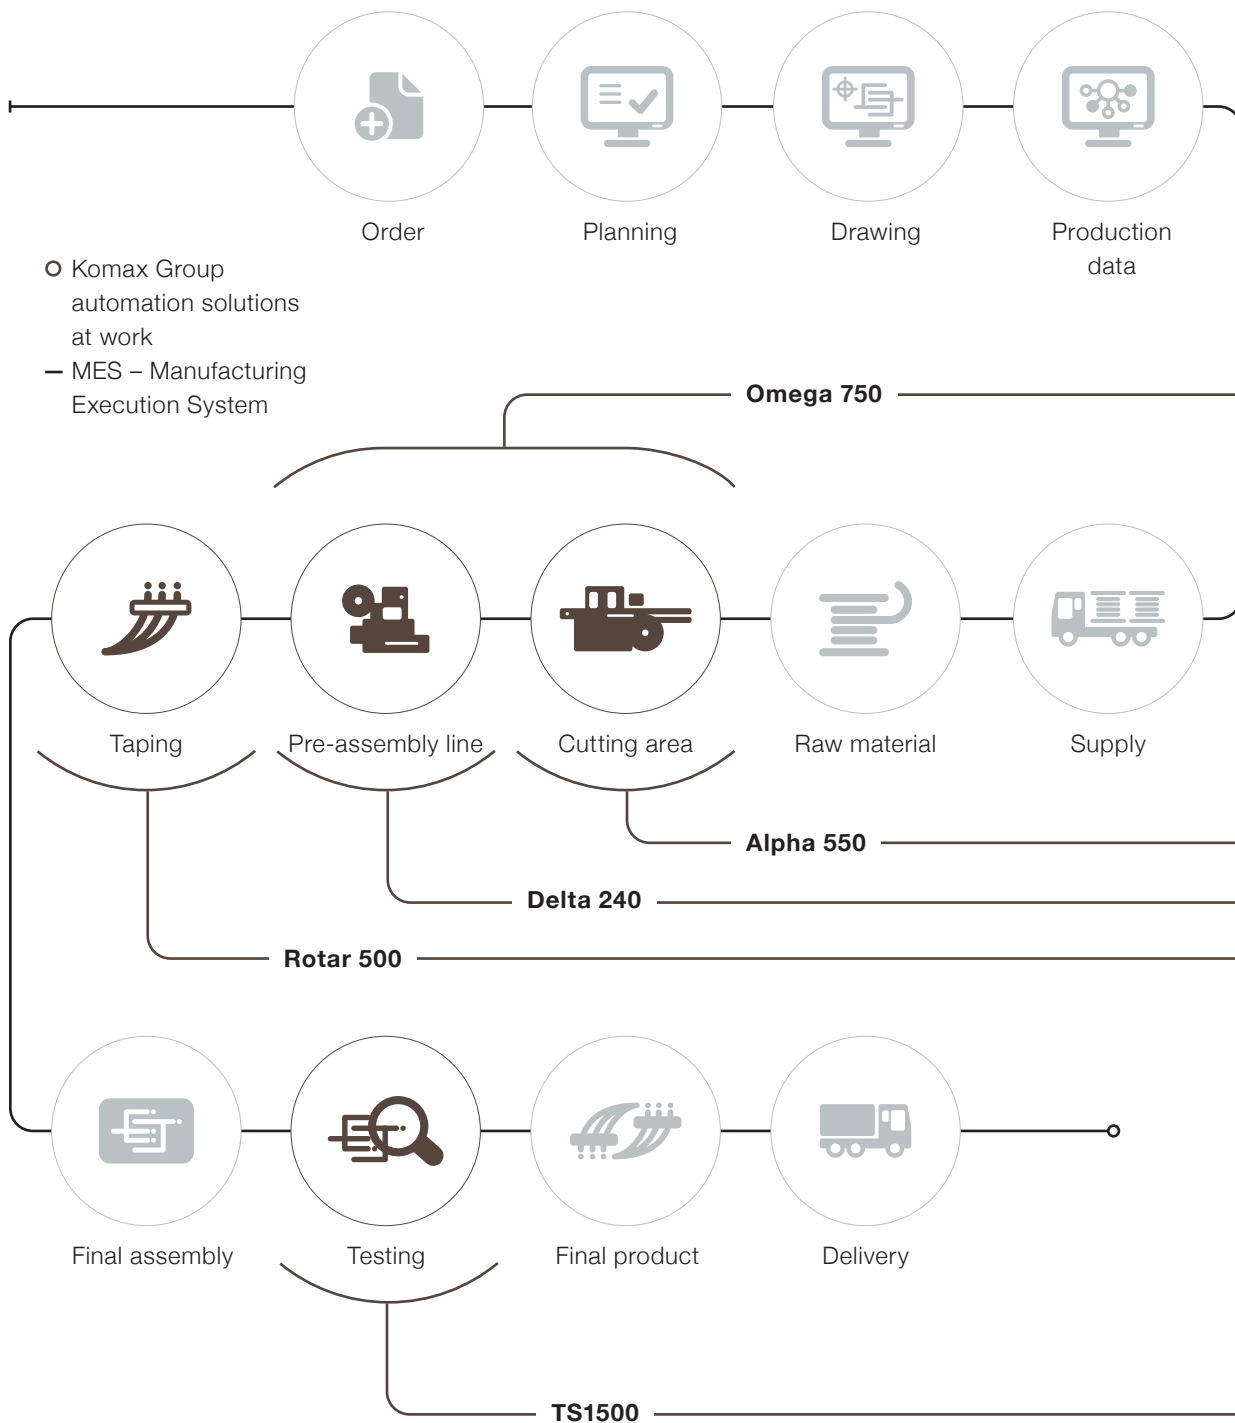 Order
Planning
Drawing
Production
data
Komax Group
automation solutions
at work
MES – Manufacturing
Execution System
Omega 750
Taping
Pre-assembly line
Cutting area
Raw material
Supply
Alpha 550
Delta 240
Rotar 500
Final assembly
Testing
Final product
Delivery
TS1500